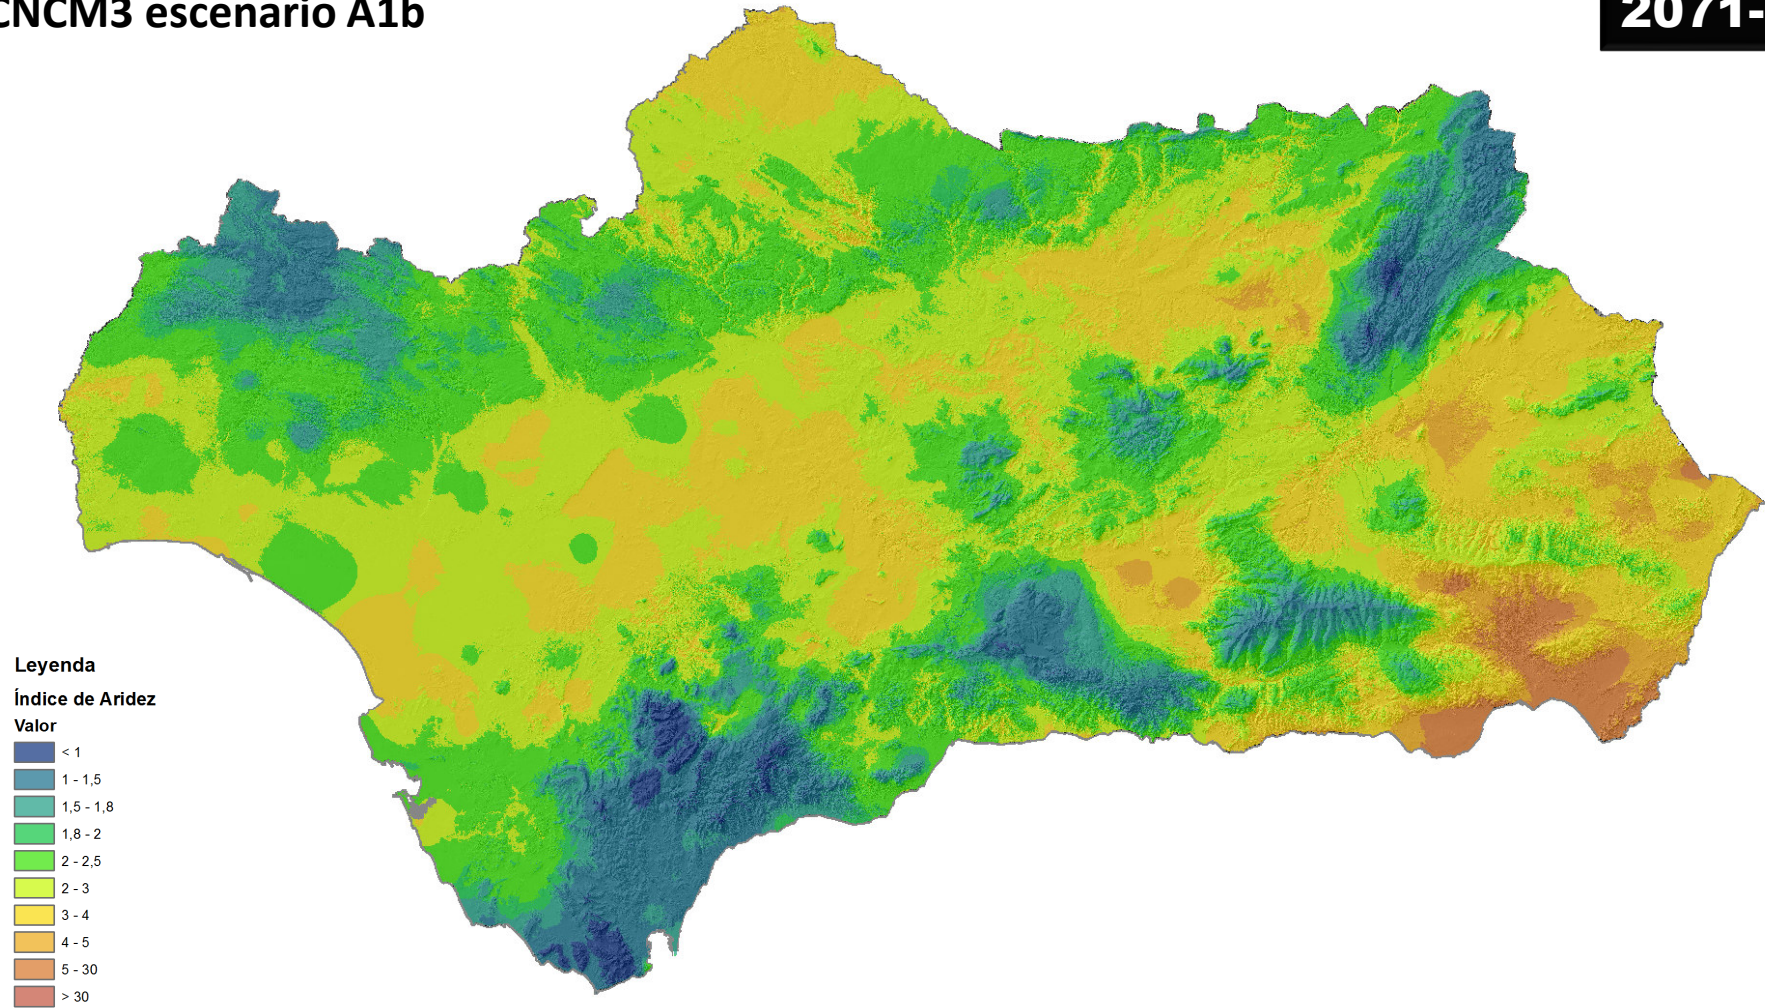 CNCM3 escenario A1b
2071-
Leyenda
Índice de Aridez
Valor
< 1
1 - 1,5
1,5 - 1,8
1,8 - 2
2 - 2,5
2 - 3
3 - 4
4 - 5
5 - 30
> 30